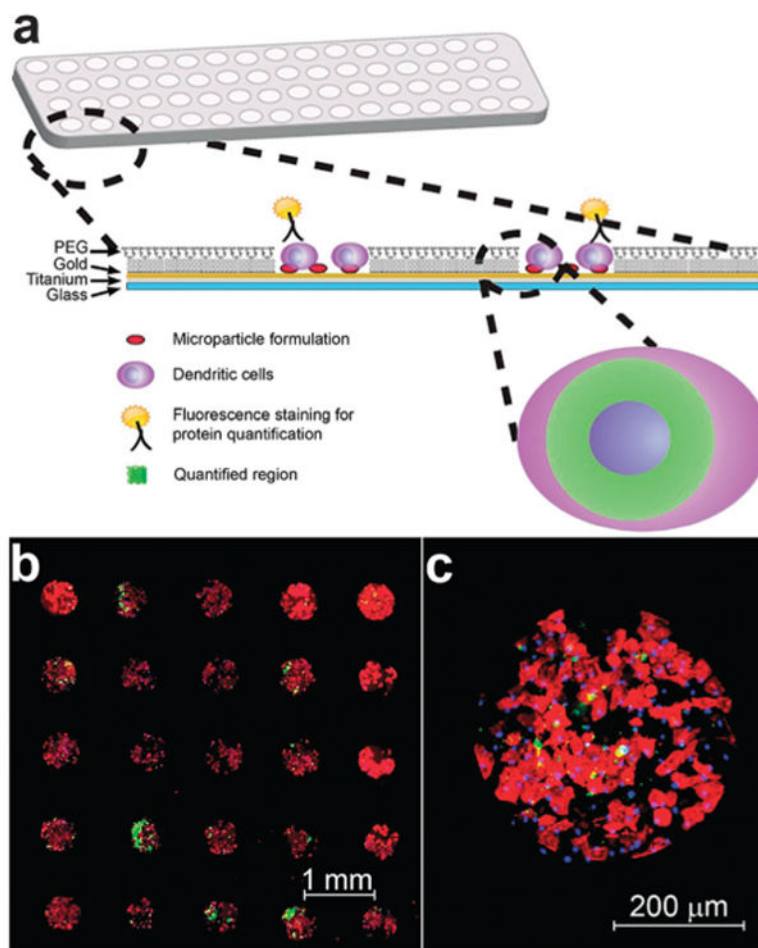 a
PEG
Gold
Titanium
Glass
Microparticle formulation
Dendritic cells
Fluorescence staining for
protein quantification
Quantified region
b
1 mm
c
200 µm